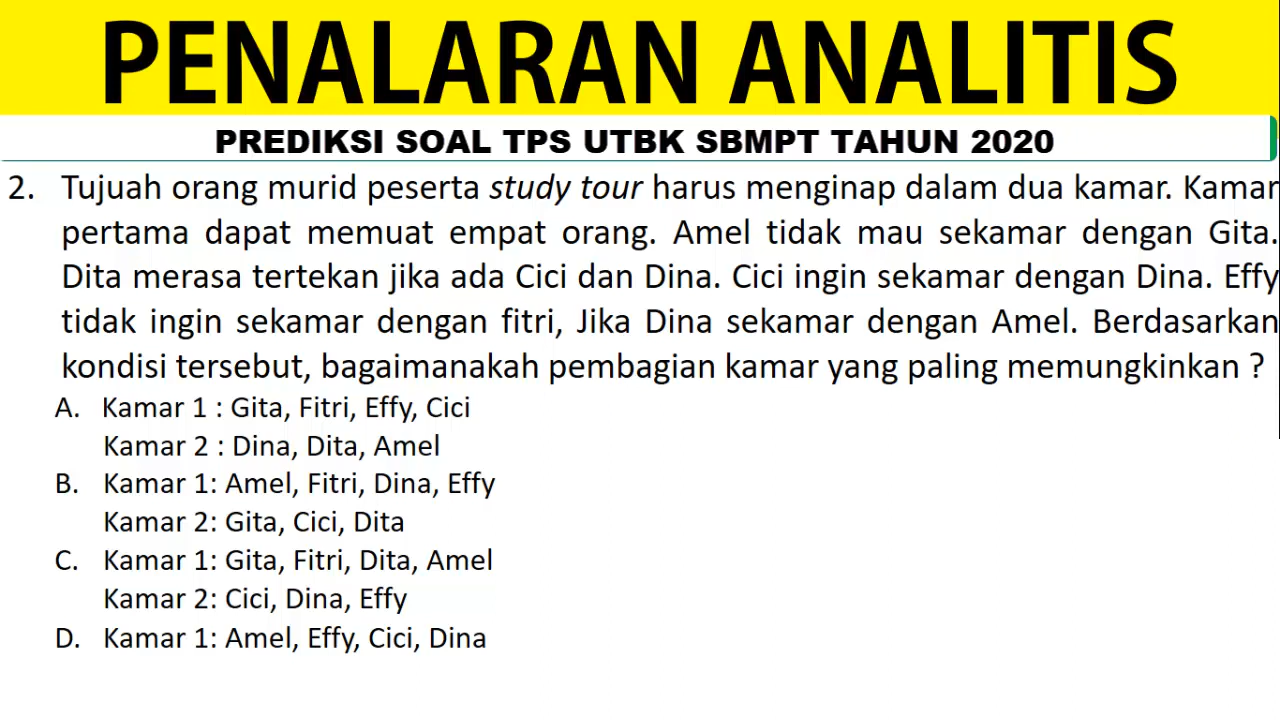 PENALARAN ANALITIS
PREDIKSI SOAL TPS UTBK SBMPT TAHUN 2020
2. Tujuah orang murid peserta study tour harus menginap dalam dua kamar. Kamar
pertama dapat memuat empat orang. Amel tidak mau sekamar dengan Gita.
Dita merasa tertekan jika ada Cici dan Dina. Cici ingin sekamar dengan Dina. Effy
tidak ingin sekamar dengan fitri, Jika Dina sekamar dengan Amel. Berdasarkan
kondisi tersebut, bagaimanakah pembagian kamar yang paling memungkinkan ?
A. Kamar 1 : Gita, Fitri, Effy, Cici
Kamar 2 : Dina, Dita, Amel
B. Kamar 1: Amel, Fitri, Dina, Effy
Kamar 2: Gita, Cici, Dita
C. Kamar 1: Gita, Fitri, Dita, Amel
Kamar 2: Cici, Dina, Effy
D. Kamar 1: Amel, Effy, Cici, Dina